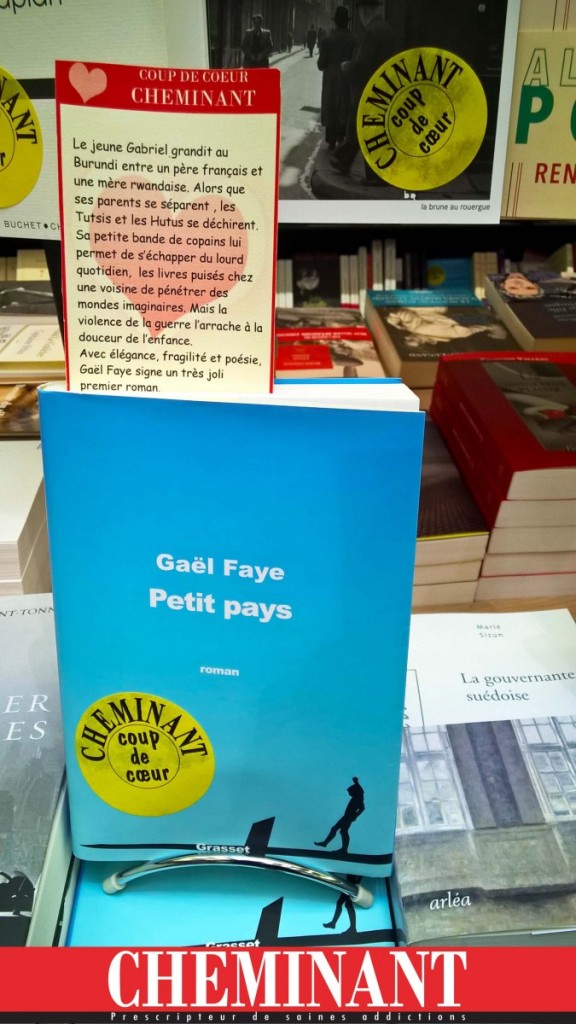 CHEMINANT
BUCHET
COUP DE COEUR
CHEMINANT
Le jeune Gabriel grandit au
Burundi entre un père français et
une mère rwandaise. Alors que
ses parents se séparent , les
Tutsis et les Hutus se déchirent.
Sa petite bande de copains lui
permet de s'échapper du lourd
quotidien, les livres puisés chez
une voisine de pénétrer des
mondes imaginaires. Mais la
violence de la guerre l'arrache à la
douceur de l'enfance.
Avec élégance, fragilité et poésie,
Gaël Faye signe un très joli
premier roman.
CHEMINANT
coup
de
cœur
la brune au rouergue
REN
Gaël Faye
Petit pays
roman
CHEMINANT
coup
de
cœur
Grasset
Grasset
Marie
Sizun
La gouvernante
suédoise
arléa
CHEMINANT
Prescripteur de saines addictions